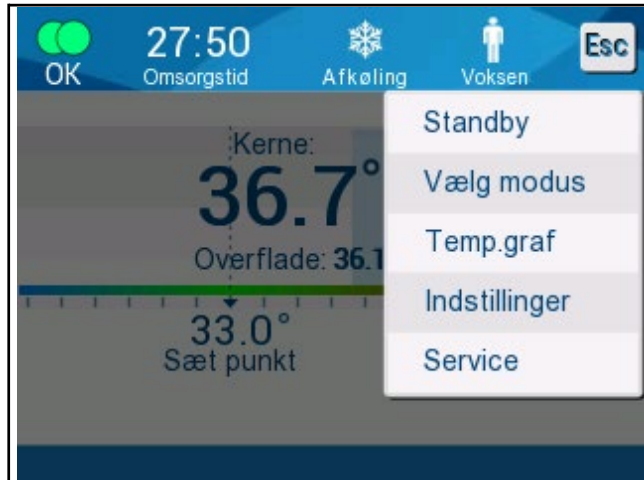 OK
27:50
Omsorgstid
Afkøling
Voksen
Esc
Kerne:
36.7°
Overflade: 36.1
33.0°
Sæt punkt
Standby
Vælg modus
Temp.graf
Indstillinger
Service